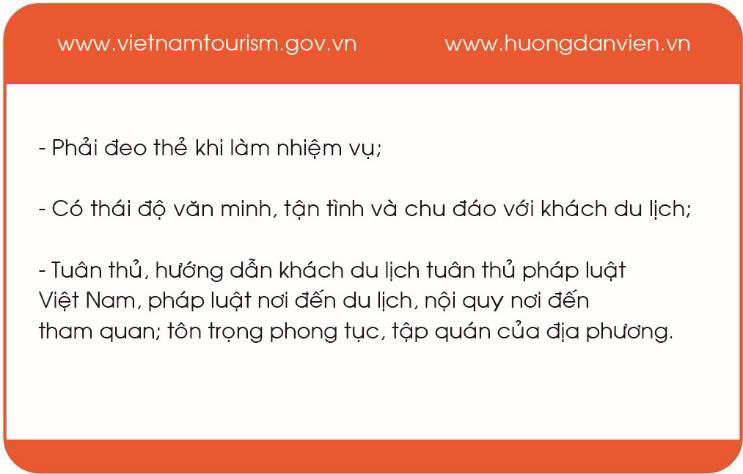 www.vietnamtourism.gov.vn www.huongdanvien.vn
- Phải đeo thẻ khi làm nhiệm vụ;
- Có thái độ văn minh, tận tình và chu đáo với khách du lịch;
- Tuân thủ, hướng dẫn khách du lịch tuân thủ pháp luật
Việt Nam, pháp luật nơi đến du lịch, nội quy nơi đến
tham quan; tôn trọng phong tục, tập quán của địa phương.